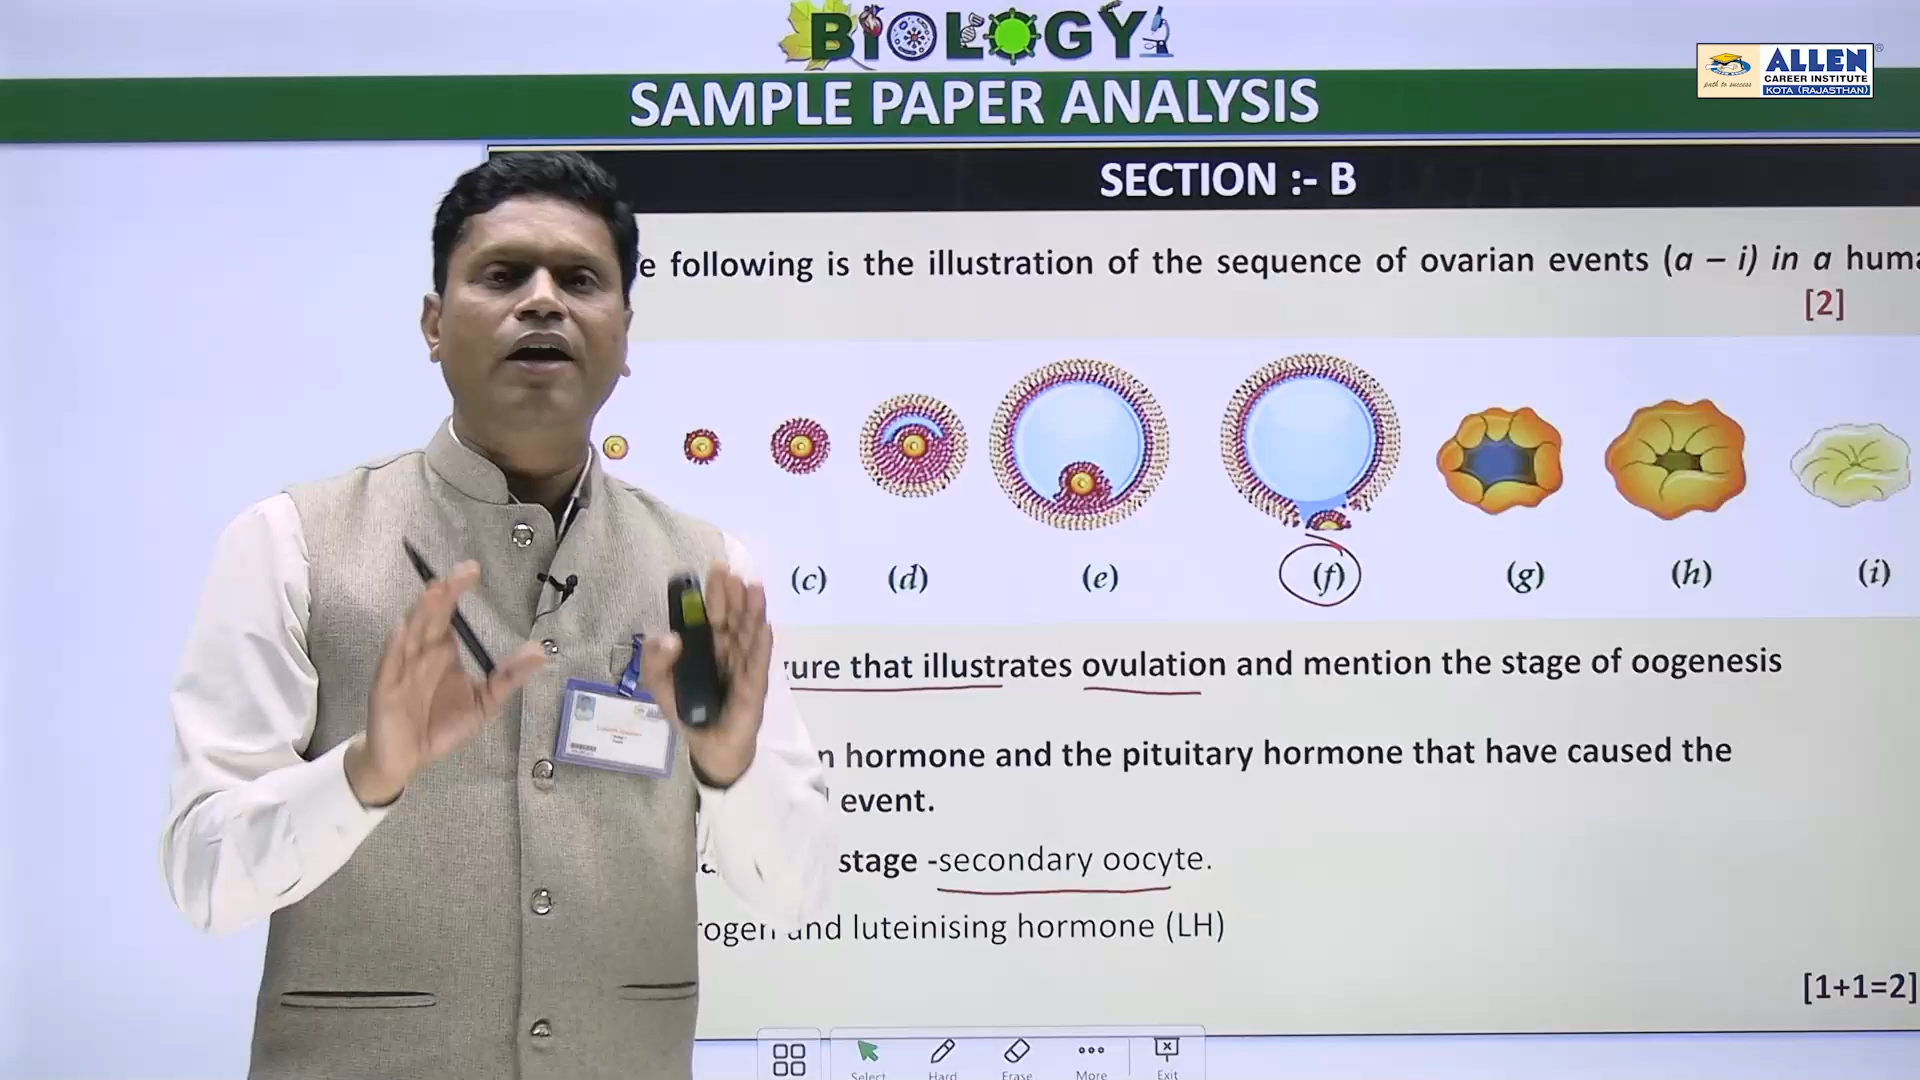 BIOLOGY
ALLEN
CAREER INSTITUTE
KOTA (RAJASTHAN)
path to success
SAMPLE PAPER ANALYSIS
SECTION :- B
e following is the illustration of the sequence of ovarian events (a – i) in a huma
[2]
(c) (d) (e) (f) (g) (h) (i)
ure that illustrates ovulation and mention the stage of oogenesis
n hormone and the pituitary hormone that have caused the
event.
stage -secondary oocyte.
rogen and luteinising hormone (LH)
[1+1=2]
Select Hard Erase More Exit